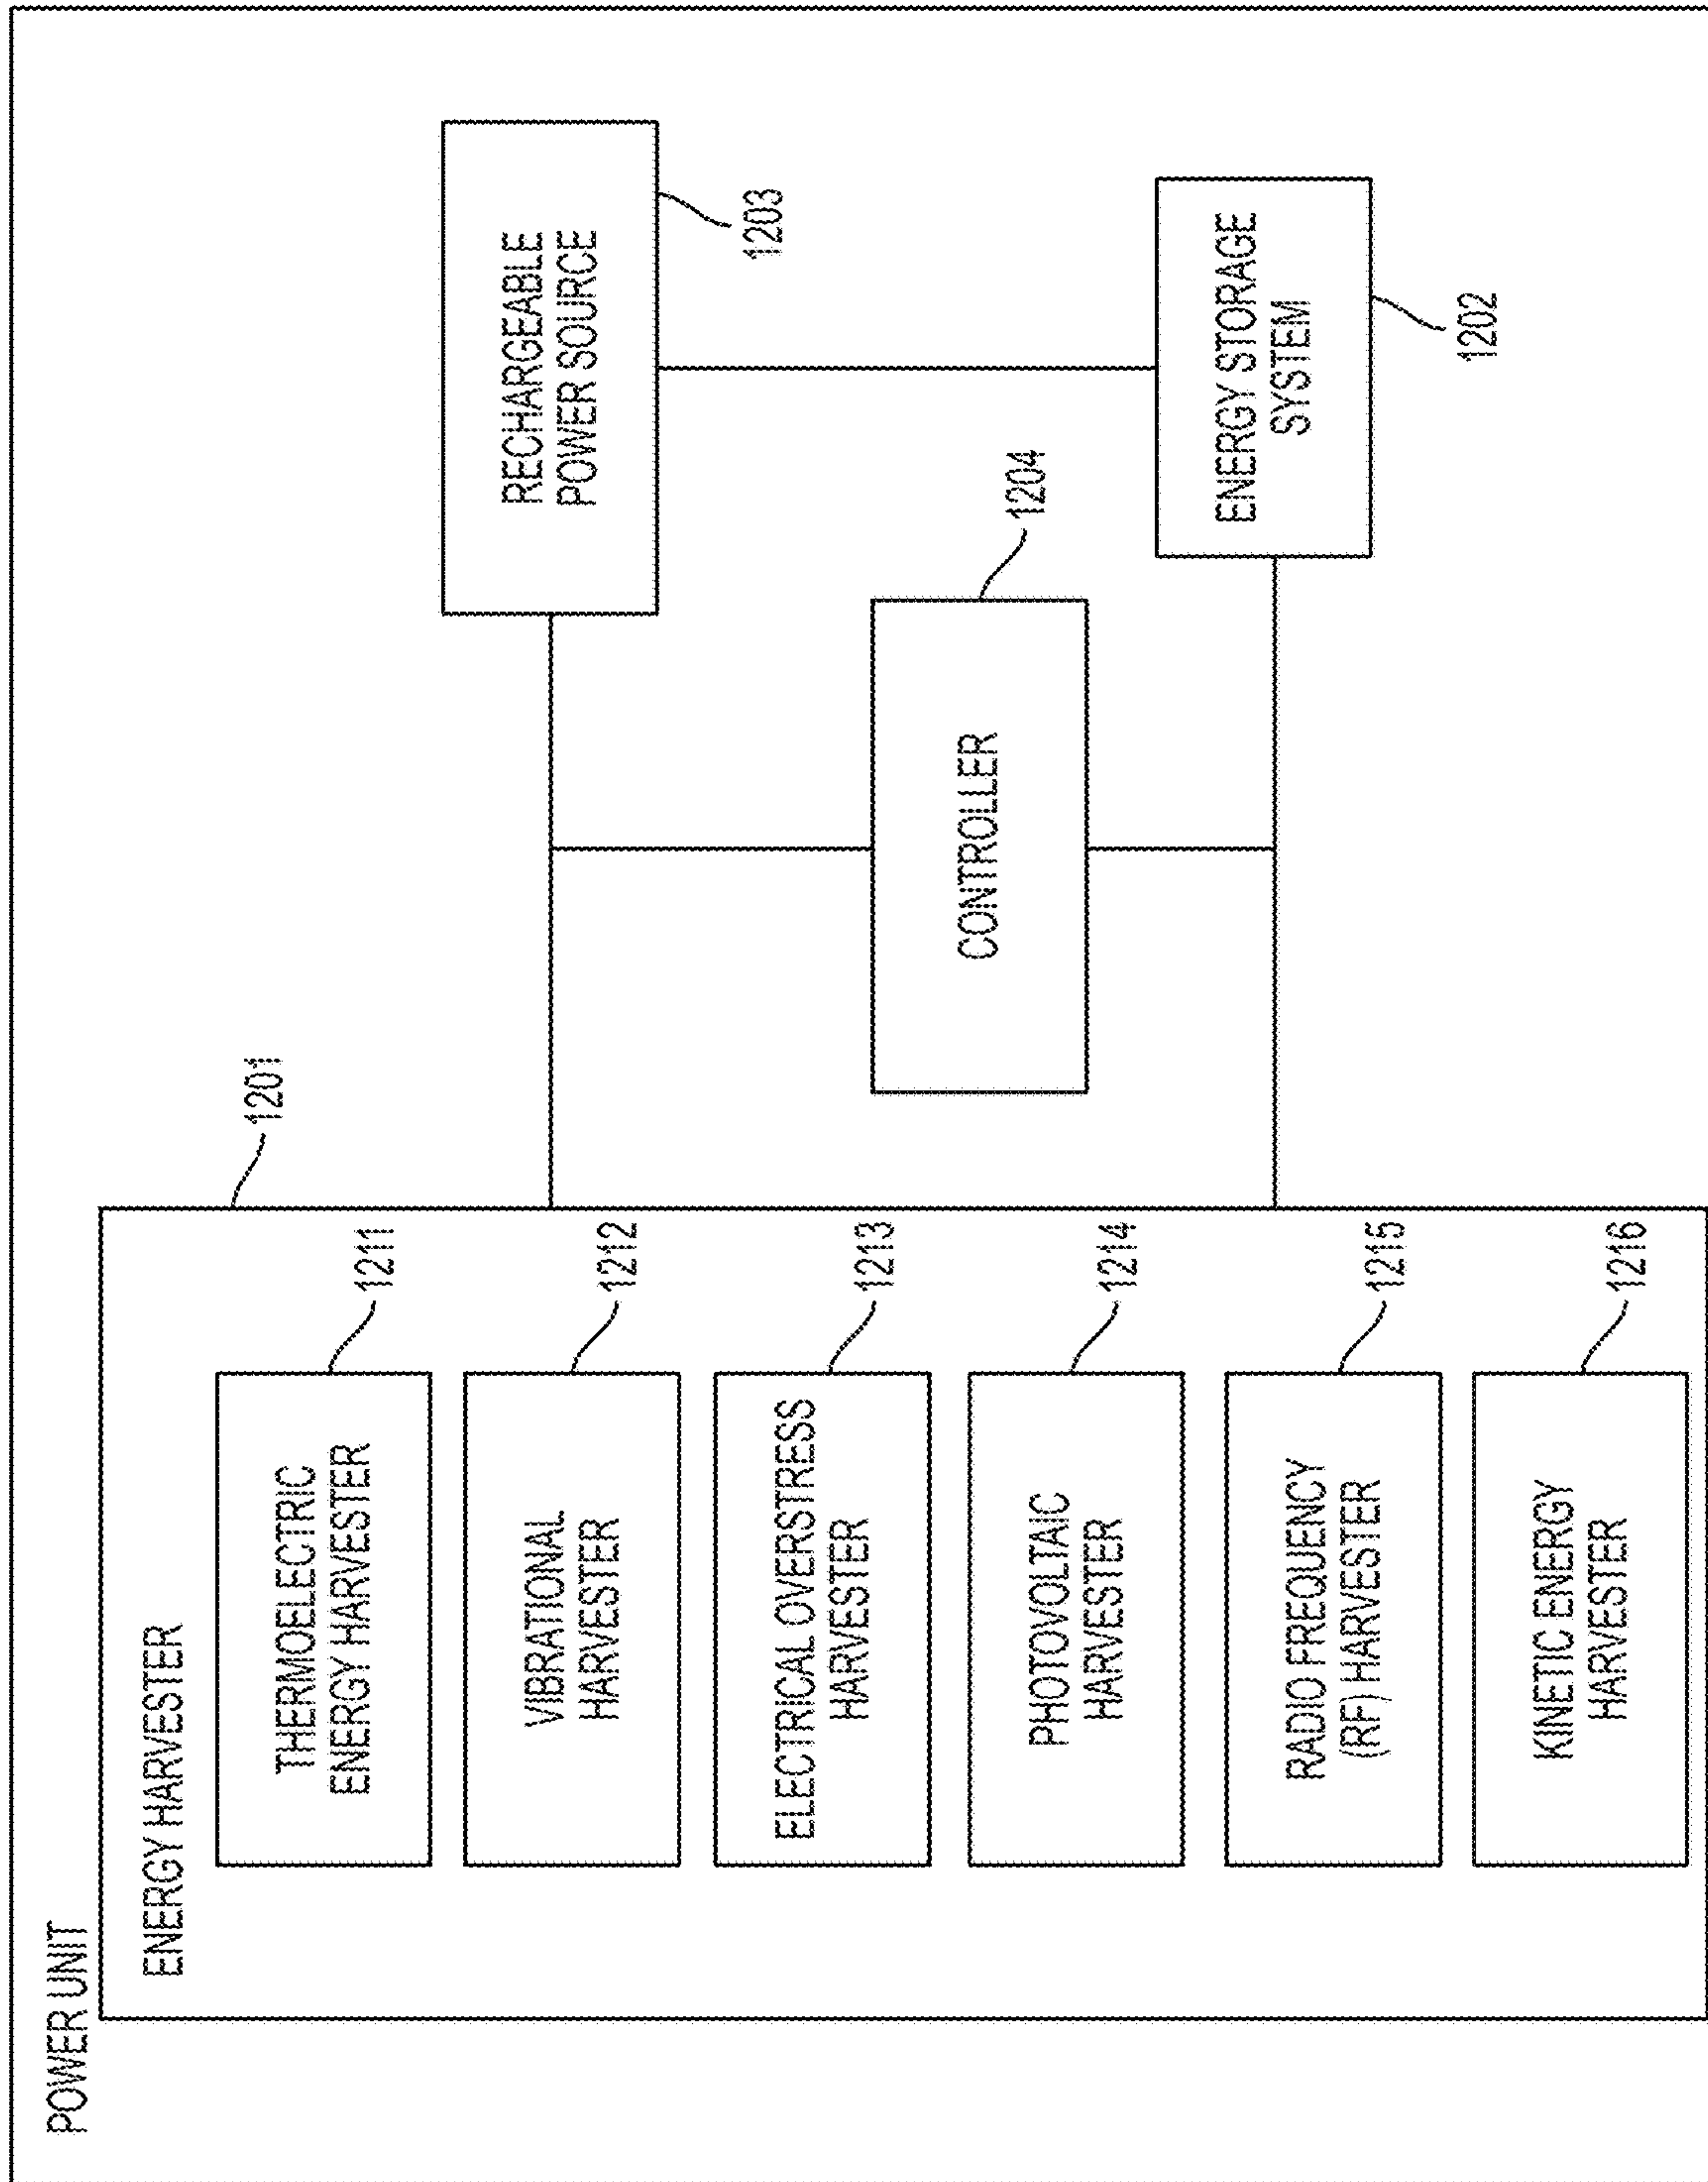 POWER UNIT
ENERGY HARVESTER
1201
THERMOELECTRIC
ENERGY HARVESTER
1211
VIBRATIONAL
HARVESTER
1212
ELECTRICAL OVERSTRESS
HARVESTER
1213
PHOTOVOLTAIC
HARVESTER
1214
RADIO FREQUENCY
(RF) HARVESTER
1215
KINETIC ENERGY
HARVESTER
1216
RECHARGEABLE
POWER SOURCE
1203
CONTROLLER
1204
ENERGY STORAGE
SYSTEM
1202